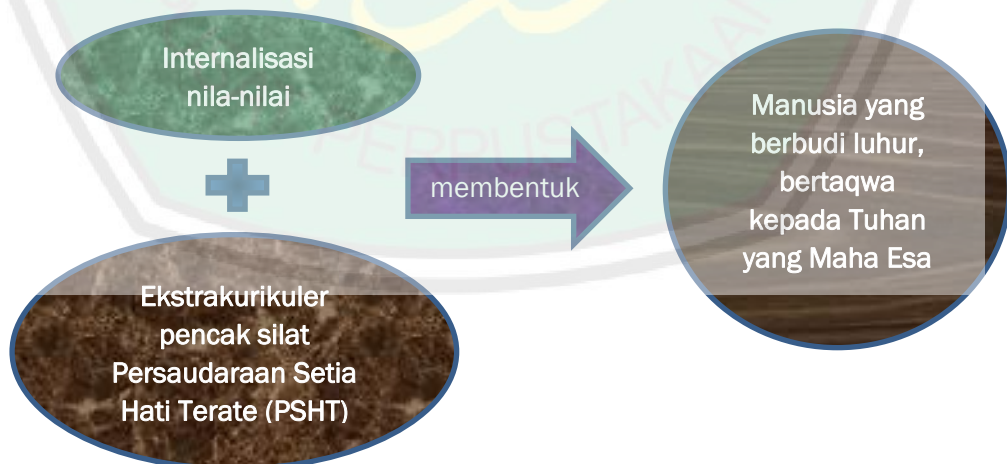 Internalisasi
nila-nilai
Ekstrakurikuler
pencak silat
Persaudaraan Setia
Hati Terate (PSHT)
membentuk
Manusia yang
berbudi luhur,
bertaqwa
kepada Tuhan
yang Maha Esa
PERPUSTAKAAN